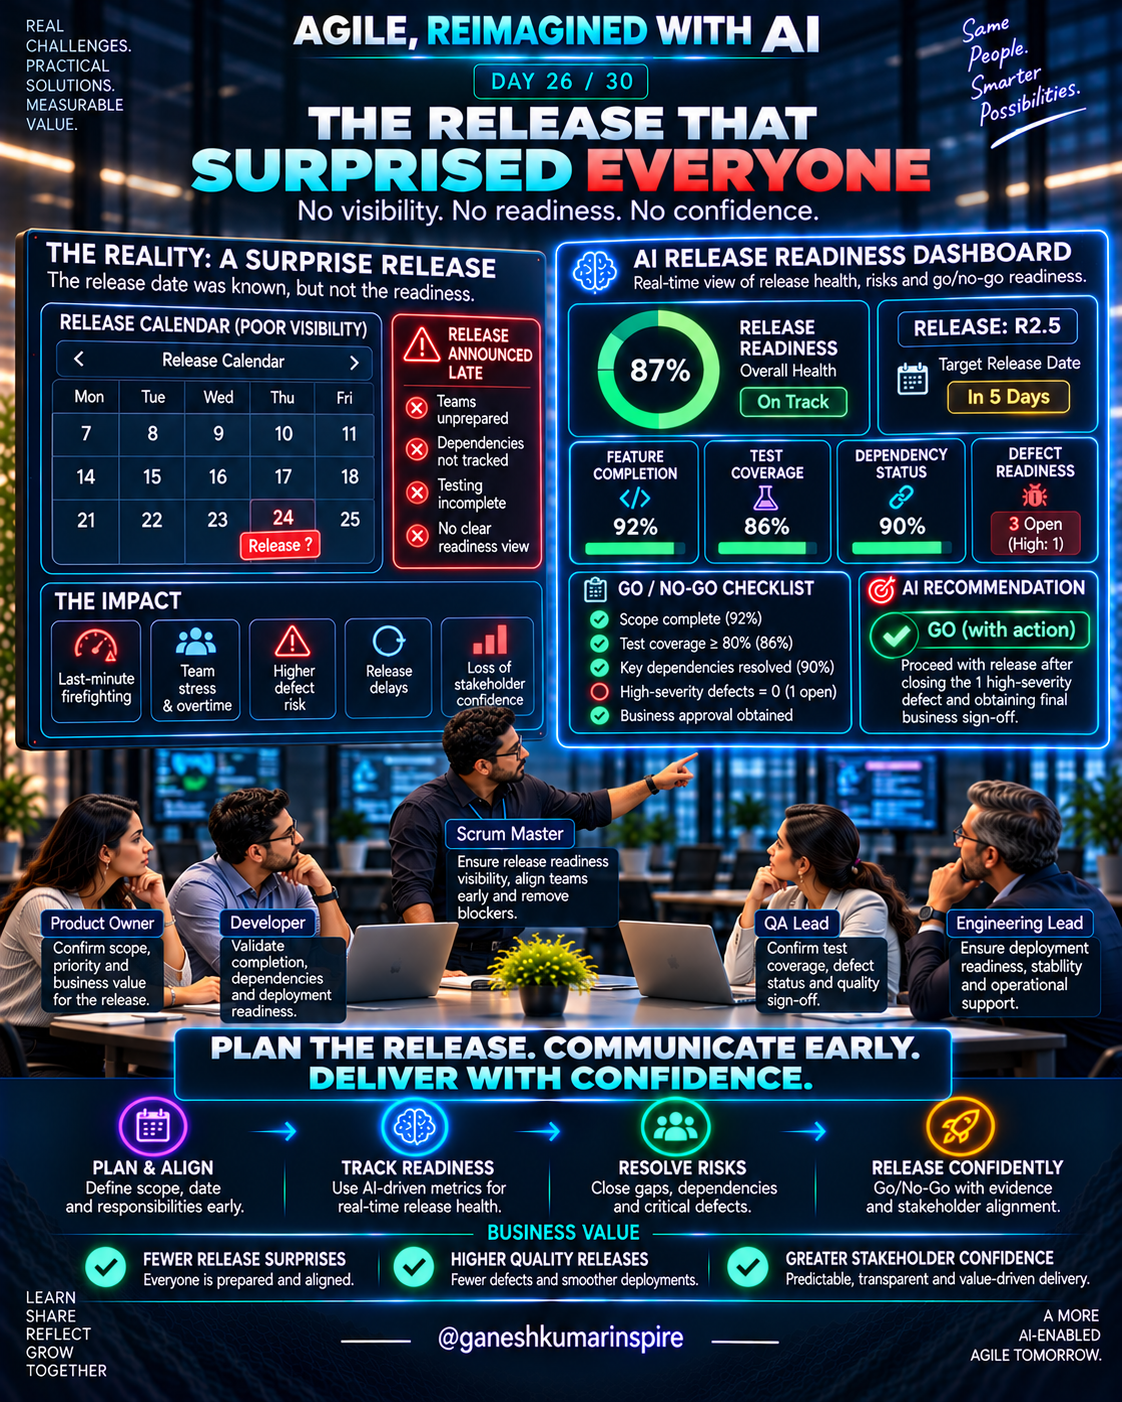 REAL
CHALLENGES.
PRACTICAL
SOLUTIONS.
MEASURABLE
VALUE.
AGILE, REIMAGINED WITH AI
DAY 26 / 30
Same
People.
Smarter
Possibilities.
THE RELEASE THAT
SURPRISED EVERYONE
No visibility. No readiness. No confidence.
THE REALITY: A SURPRISE RELEASE
The release date was known, but not the readiness.
RELEASE CALENDAR (POOR VISIBILITY)
< Release Calendar >
Mon Tue Wed Thu Fri
7 8 9 10 11
14 15 16 17 18
21 22 23 24 25
Release ?
RELEASE
ANNOUNCED
LATE
Teams
unprepared
Dependencies
not tracked
Testing
incomplete
No clear
readiness view
THE IMPACT
Last-minute
firefighting
Team
stress
& overtime
Higher
defect
risk
Release
delays
Loss of
stakeholder
confidence
AI RELEASE READINESS DASHBOARD
Real-time view of release health, risks and go/no-go readiness.
87%
RELEASE
READINESS
Overall Health
On Track
RELEASE: R2.5
Target Release Date
In 5 Days
FEATURE
COMPLETION
</>
92%
TEST
COVERAGE
86%
DEPENDENCY
STATUS
90%
DEFECT
READINESS
3 Open
(High: 1)
GO / NO-GO CHECKLIST
Scope complete (92%)
Test coverage ≥ 80% (86%)
Key dependencies resolved (90%)
High-severity defects = 0 (1 open)
Business approval obtained
AI RECOMMENDATION
GO (with action)
Proceed with release after
closing the 1 high-severity
defect and obtaining final
business sign-off.
Scrum Master
Ensure release readiness
visibility, align teams
early and remove
blockers.
Product Owner
Confirm scope,
priority and
business value
for the release.
Developer
Validate
completion,
dependencies
and deployment
readiness.
QA Lead
Confirm test
coverage, defect
status and quality
sign-off.
Engineering Lead
Ensure deployment
readiness, stability
and operational
support.
PLAN THE RELEASE. COMMUNICATE EARLY.
DELIVER WITH CONFIDENCE.
PLAN & ALIGN
Define scope, date
and responsibilities early.
TRACK READINESS
Use AI-driven metrics for
real-time release health.
RESOLVE RISKS
Close gaps, dependencies
and critical defects.
RELEASE CONFIDENTLY
Go/No-Go with evidence
and stakeholder alignment.
BUSINESS VALUE
FEWER RELEASE SURPRISES
Everyone is prepared and aligned.
HIGHER QUALITY RELEASES
Fewer defects and smoother deployments.
GREATER STAKEHOLDER CONFIDENCE
Predictable, transparent and value-driven delivery.
LEARN
SHARE
REFLECT
GROW
TOGETHER
@ganeshkumarinspire
A MORE
AI-ENABLED
AGILE TOMORROW.